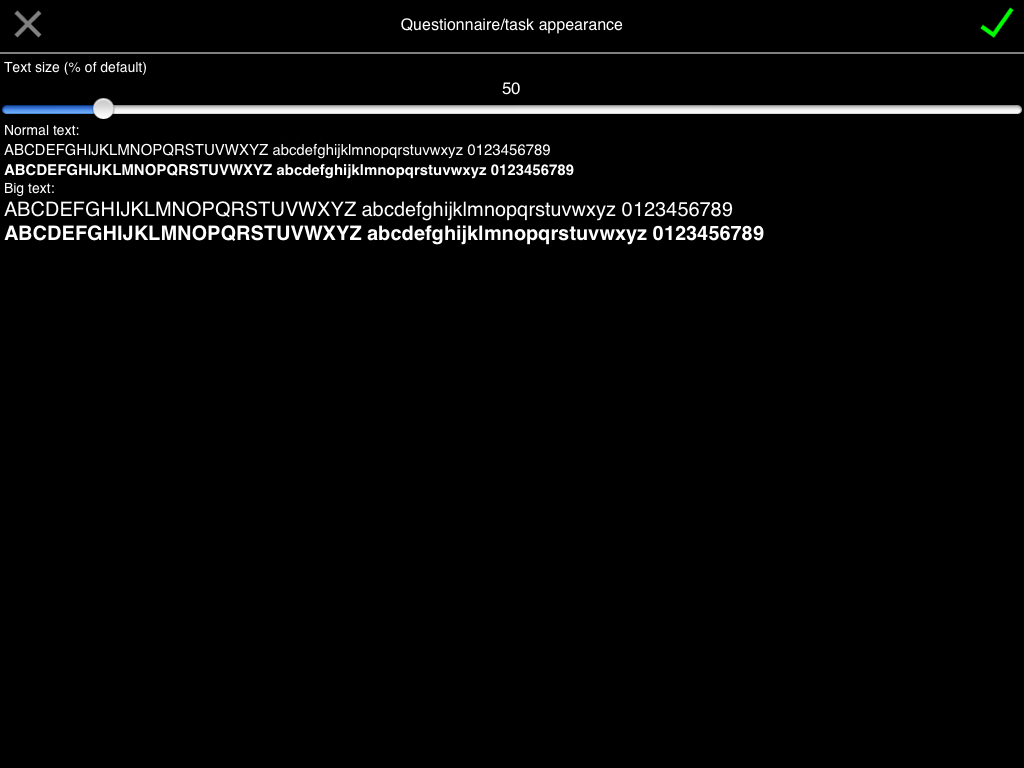 Questionnaire/task appearance
Text size (% of default)
50
Normal text:
ABCDEFGHIJKLMNOPQRSTUVWXYZ abcdefghijklmnopqrstuvwxyz 0123456789
ABCDEFGHIJKLMNOPQRSTUVWXYZ abcdefghijklmnopqrstuvwxyz 0123456789
Big text:
ABCDEFGHIJKLMNOPQRSTUVWXYZ abcdefghijklmnopqrstuvwxyz 0123456789
ABCDEFGHIJKLMNOPQRSTUVWXYZ abcdefghijklmnopqrstuvwxyz 0123456789